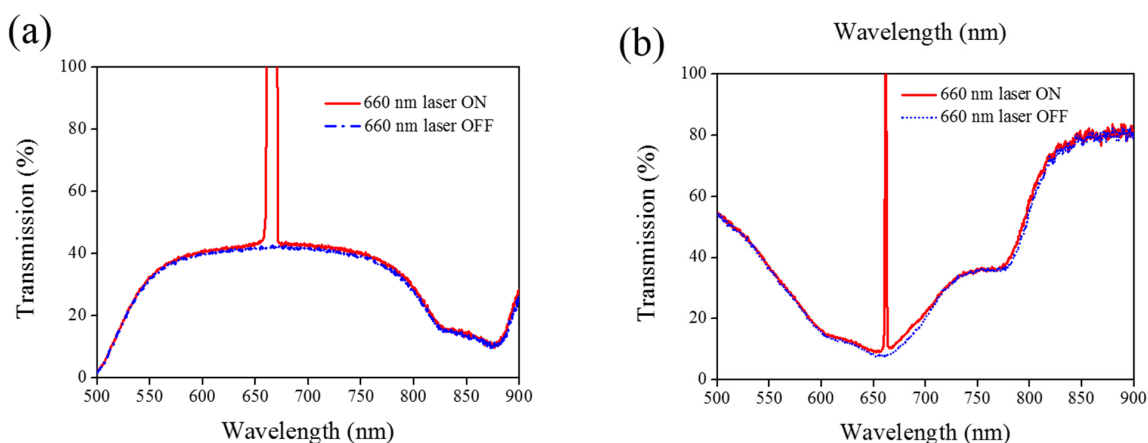 (a)
100
80
60
40
20
0
Transmission (%)
660 nm laser ON
660 nm laser OFF
500 550 600 650 700 750 800 850 900
Wavelength (nm)
Wavelength (nm)
(b)
100
80
60
40
20
0
Transmission (%)
660 nm laser ON
660 nm laser OFF
500 550 600 650 700 750 800 850 900
Wavelength (nm)